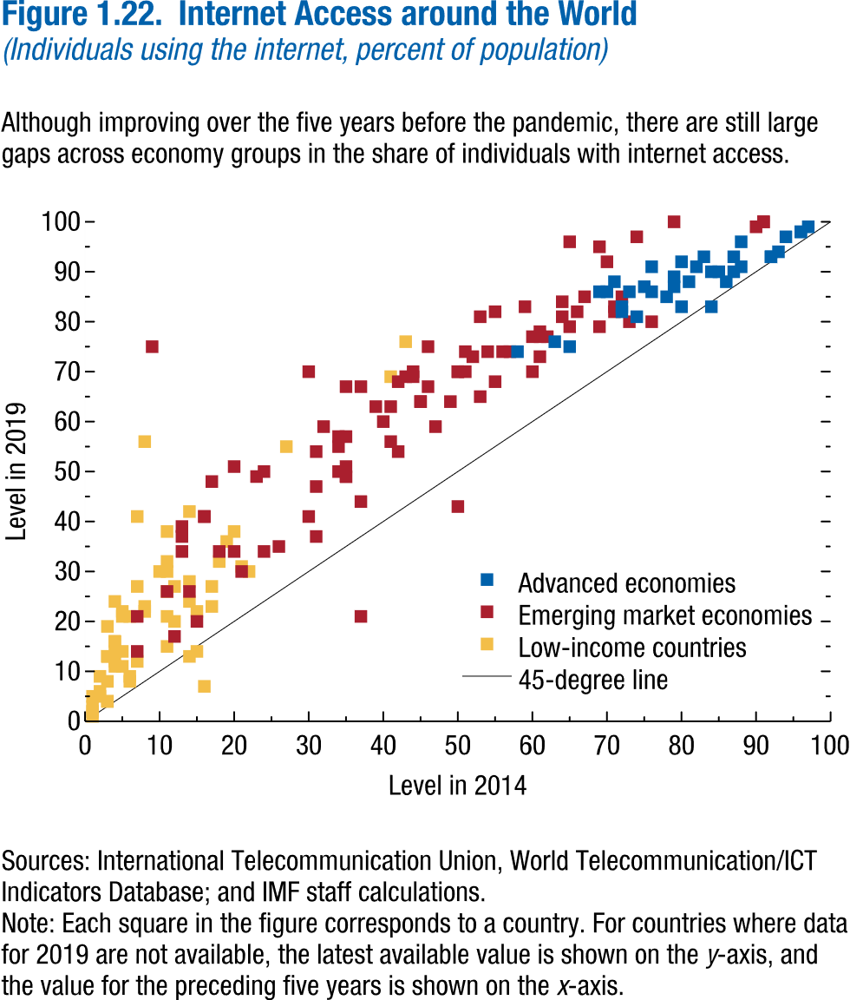 Figure 1.22. Internet Access around the World
(Individuals using the internet, percent of population)
Although improving over the five years before the pandemic, there are still large
gaps across economy groups in the share of individuals with internet access.
100
90
80
70
60
50
40
30
20
10
0
Level in 2019
Advanced economies
Emerging market economies
Low-income countries
45-degree line
0 10 20 30 40 50 60 70 80 90 100
Level in 2014
Sources: International Telecommunication Union, World Telecommunication/ICT
Indicators Database; and IMF staff calculations.
Note: Each square in the figure corresponds to a country. For countries where data
for 2019 are not available, the latest available value is shown on the y-axis, and
the value for the preceding five years is shown on the x-axis.